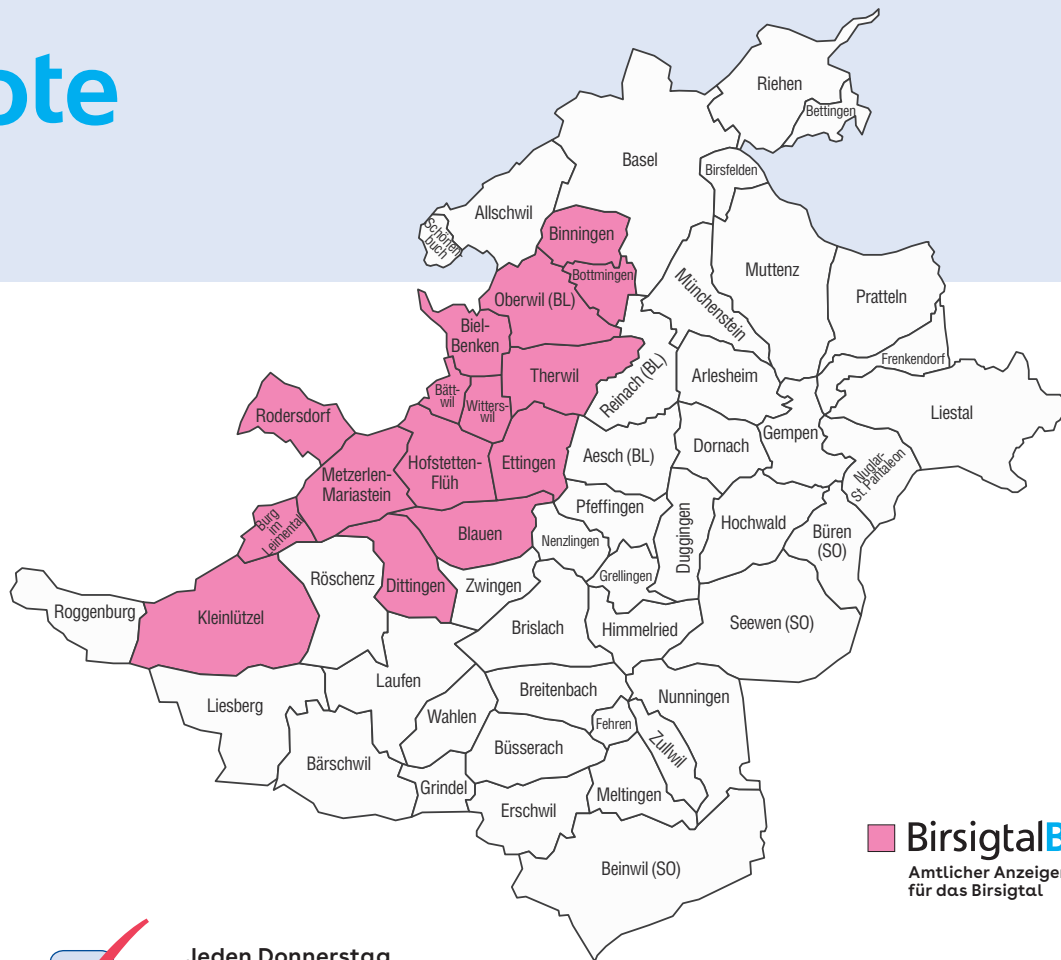 ote
Riehen
Bettingen
Basel
Birsfelden
Allschwil
Schönen-
buch
Binningen
Bottmingen
Muttenz
Münchenstein
Pratteln
Oberwil (BL)
Biel-
Benken
Frenkendorf
Therwil
Reinach (BL)
Arlesheim
Bätt-
wil
Witters-
wil
Liestal
Rodersdorf
Gempen
Dornach
Aesch (BL)
Hofstetten-
Flüh
Ettingen
Metzerlen-
Mariastein
Nuglar-
St. Pantaleon
Pfeffingen
Burg
im
Leimental
Blauen
Nenzlingen
Duggingen
Hochwald
Büren
(SO)
Röschenz
Dittingen
Zwingen
Grellingen
Roggenburg
Kleinlützel
Brislach
Himmelried
Seewen (SO)
Laufen
Breitenbach
Nunningen
Liesberg
Wahlen
Fehren
Zullwil
Büsserach
Bärschwil
Grindel
Meltingen
Erschwil
Beinwil (SO)
BirsigtalB
Amtlicher Anzeiger
für das Birsigtal
Jeden Donnerstag